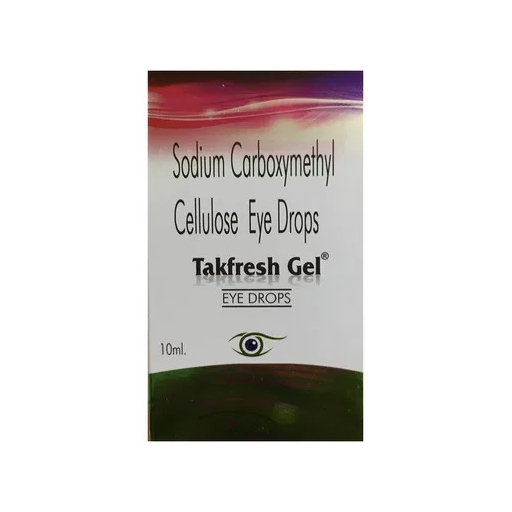 Sodium Carboxymethyl
Cellulose Eye Drops
Takfresh Gel®
EYE DROPS
10ml.